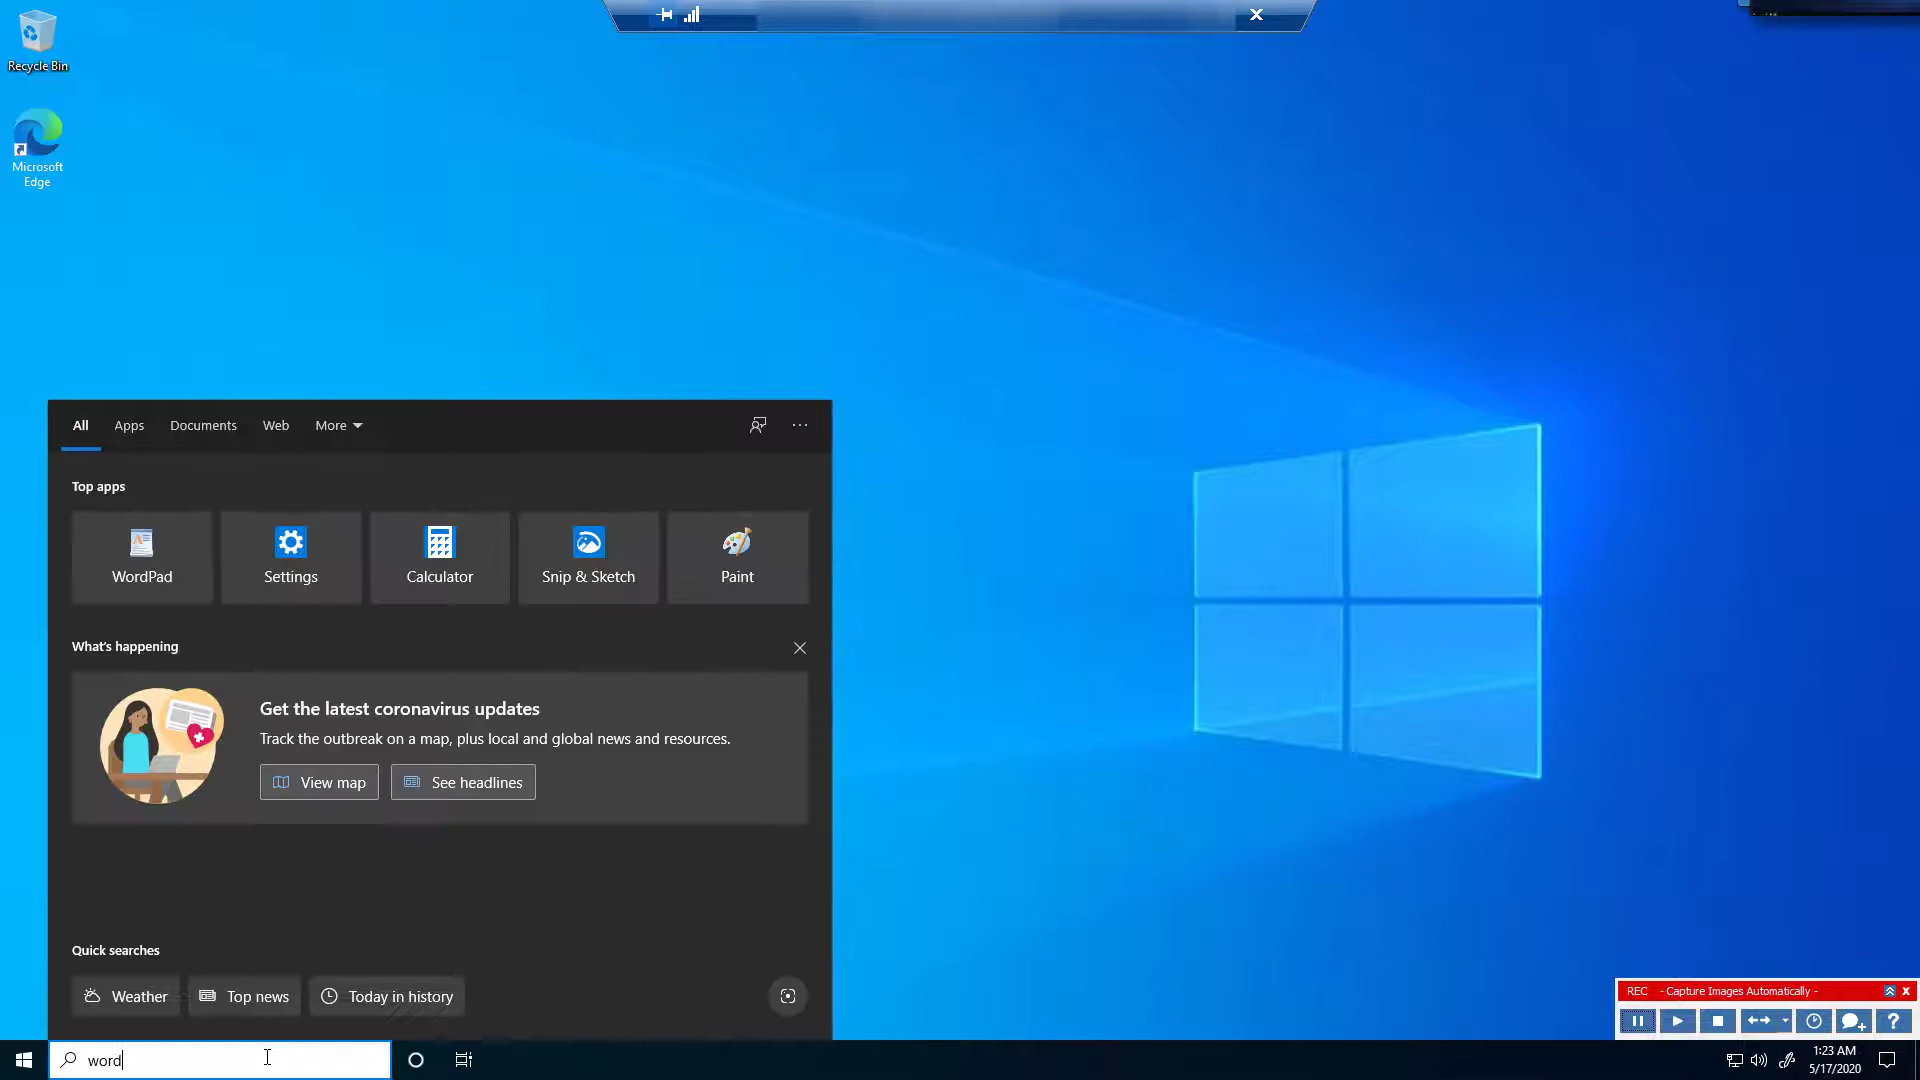 Recycle Bin
Microsoft
Edge
All Apps Documents Web More
Top apps
WordPad Settings Calculator Snip & Sketch Paint
What's happening
Get the latest coronavirus updates
Track the outbreak on a map, plus local and global news and resources.
View map See headlines
Quick searches
Weather Top news Today in history
REC - Capture Images Automatically -
word
1:23 AM
5/17/2020